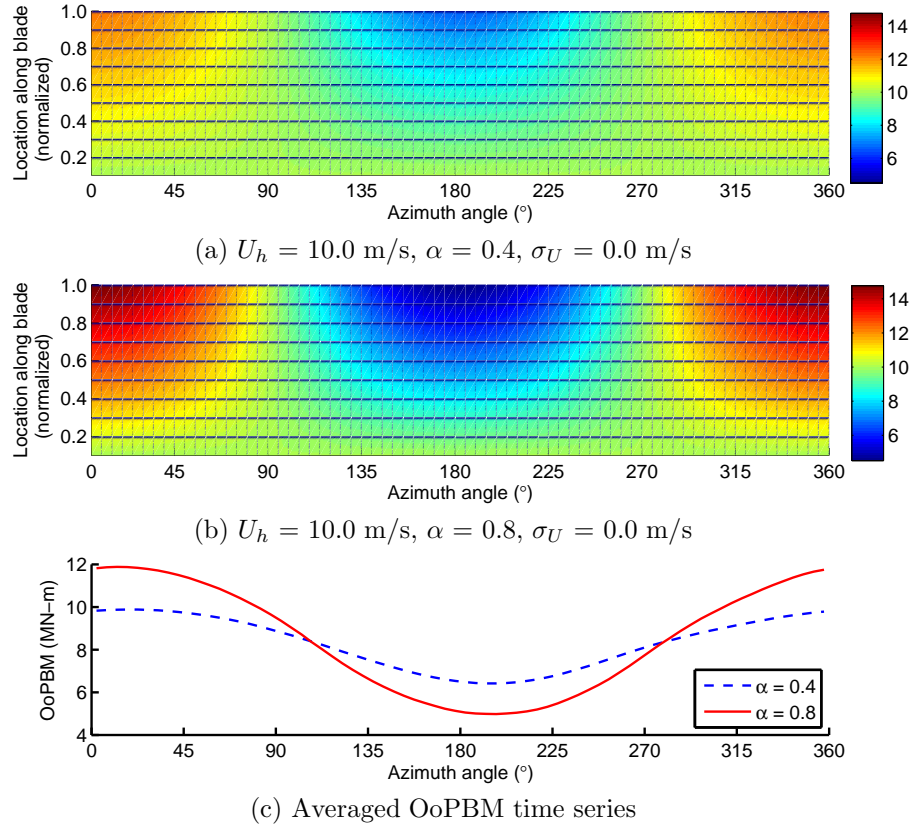 Location along blade
(normalized)
1.0
0.8
0.6
0.4
0.2
0 45 90 135 180 225 270 315 360
Azimuth angle (°)
14
12
10
8
6
(a) U_h = 10.0 m/s, α = 0.4, σ_U = 0.0 m/s
Location along blade
(normalized)
1.0
0.8
0.6
0.4
0.2
0 45 90 135 180 225 270 315 360
Azimuth angle (°)
14
12
10
8
6
(b) U_h = 10.0 m/s, α = 0.8, σ_U = 0.0 m/s
OoPBM (MN−m)
12
10
8
6
4
0 45 90 135 180 225 270 315 360
Azimuth angle (°)
α = 0.4
α = 0.8
(c) Averaged OoPBM time series